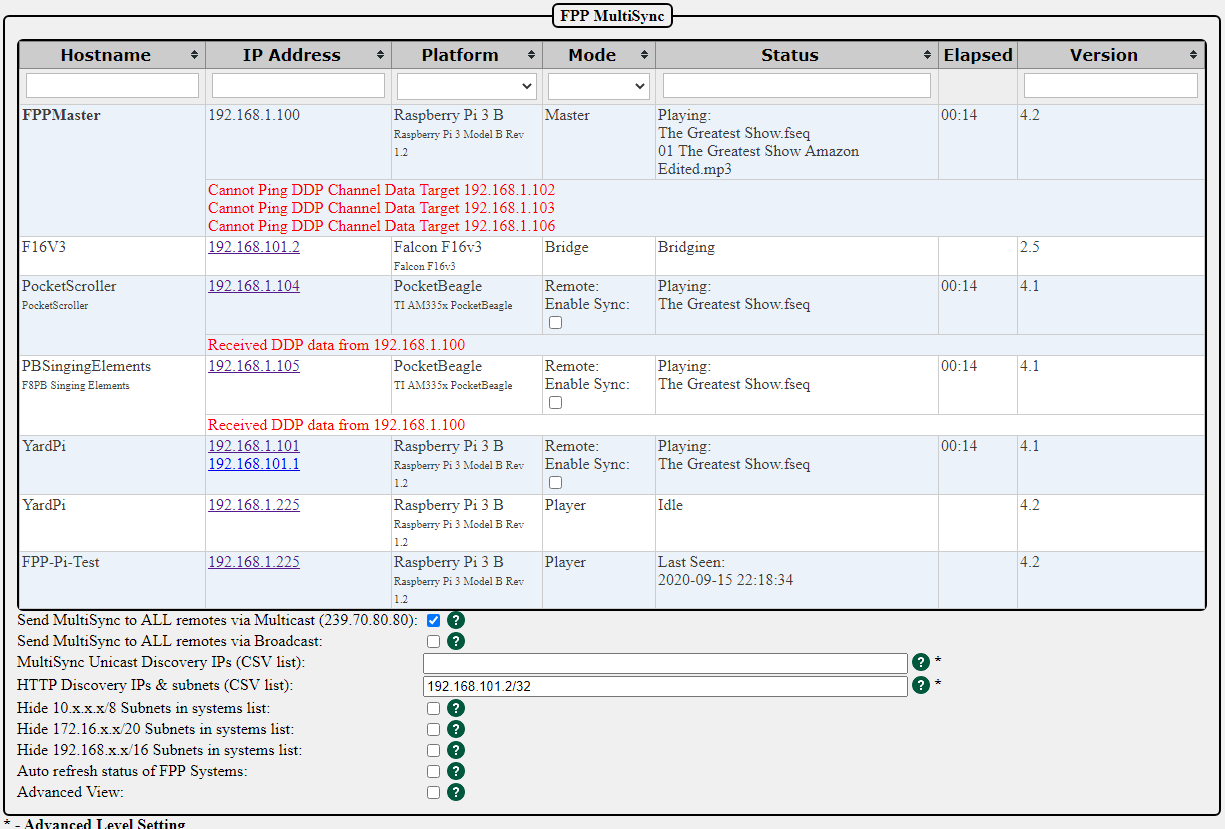 FPP MultiSync
Hostname IP Address Platform Mode Status Elapsed Version
FPPMaster 192.168.1.100 Raspberry Pi 3 B Master Playing: 00:14 4.2
Raspberry Pi 3 Model B Rev The Greatest Show.fseq
1.2 01 The Greatest Show Amazon
Edited.mp3
Cannot Ping DDP Channel Data Target 192.168.1.102
Cannot Ping DDP Channel Data Target 192.168.1.103
Cannot Ping DDP Channel Data Target 192.168.1.106
F16V3 192.168.101.2 Falcon F16v3 Bridge Bridging 2.5
Falcon F16v3
PocketScroller 192.168.1.104 PocketBeagle Remote: Playing: 00:14 4.1
PocketScroller TI AM335x PocketBeagle Enable Sync: The Greatest Show.fseq
Received DDP data from 192.168.1.100
PBSingingElements 192.168.1.105 PocketBeagle Remote: Playing: 00:14 4.1
F8PB Singing Elements TI AM335x PocketBeagle Enable Sync: The Greatest Show.fseq
Received DDP data from 192.168.1.100
YardPi 192.168.1.101 Raspberry Pi 3 B Remote: Playing: 00:14 4.1
192.168.101.1 Raspberry Pi 3 Model B Rev Enable Sync: The Greatest Show.fseq
1.2
YardPi 192.168.1.225 Raspberry Pi 3 B Player Idle 4.2
Raspberry Pi 3 Model B Rev
1.2
FPP-Pi-Test 192.168.1.225 Raspberry Pi 3 B Player Last Seen: 4.2
Raspberry Pi 3 Model B Rev 2020-09-15 22:18:34
1.2
Send MultiSync to ALL remotes via Multicast (239.70.80.80): ?
Send MultiSync to ALL remotes via Broadcast: ?
MultiSync Unicast Discovery IPs (CSV list): ? *
HTTP Discovery IPs & subnets (CSV list): 192.168.101.2/32 ? *
Hide 10.x.x.x/8 Subnets in systems list: ?
Hide 172.16.x.x/20 Subnets in systems list: ?
Hide 192.168.x.x/16 Subnets in systems list: ?
Auto refresh status of FPP Systems: ?
Advanced View: ?
* - Advanced Level Setting